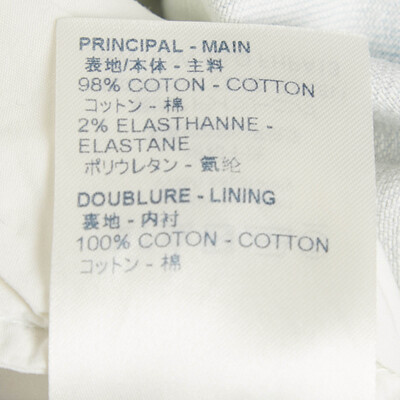 PRINCIPAL - MAIN
表地/本体 - 主料
98% COTON - COTTON
コットン - 棉
2% ELASTHANNE -
ELASTANE
ポリウレタン - 氨纶
DOUBLURE - LINING
裏地 - 内衬
100% COTON - COTTON
コットン - 棉